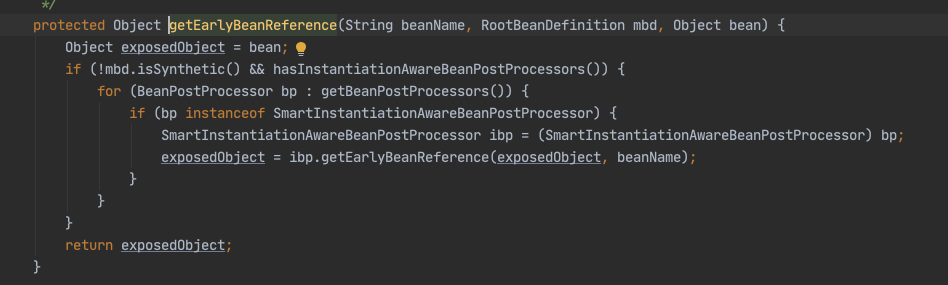 */
protected Object getEarlyBeanReference(String beanName, RootBeanDefinition mbd, Object bean) {
    Object exposedObject = bean;
    if (!mbd.isSynthetic() && hasInstantiationAwareBeanPostProcessors()) {
        for (BeanPostProcessor bp : getBeanPostProcessors()) {
            if (bp instanceof SmartInstantiationAwareBeanPostProcessor) {
                SmartInstantiationAwareBeanPostProcessor ibp = (SmartInstantiationAwareBeanPostProcessor) bp;
                exposedObject = ibp.getEarlyBeanReference(exposedObject, beanName);
            }
        }
    }
    return exposedObject;
}